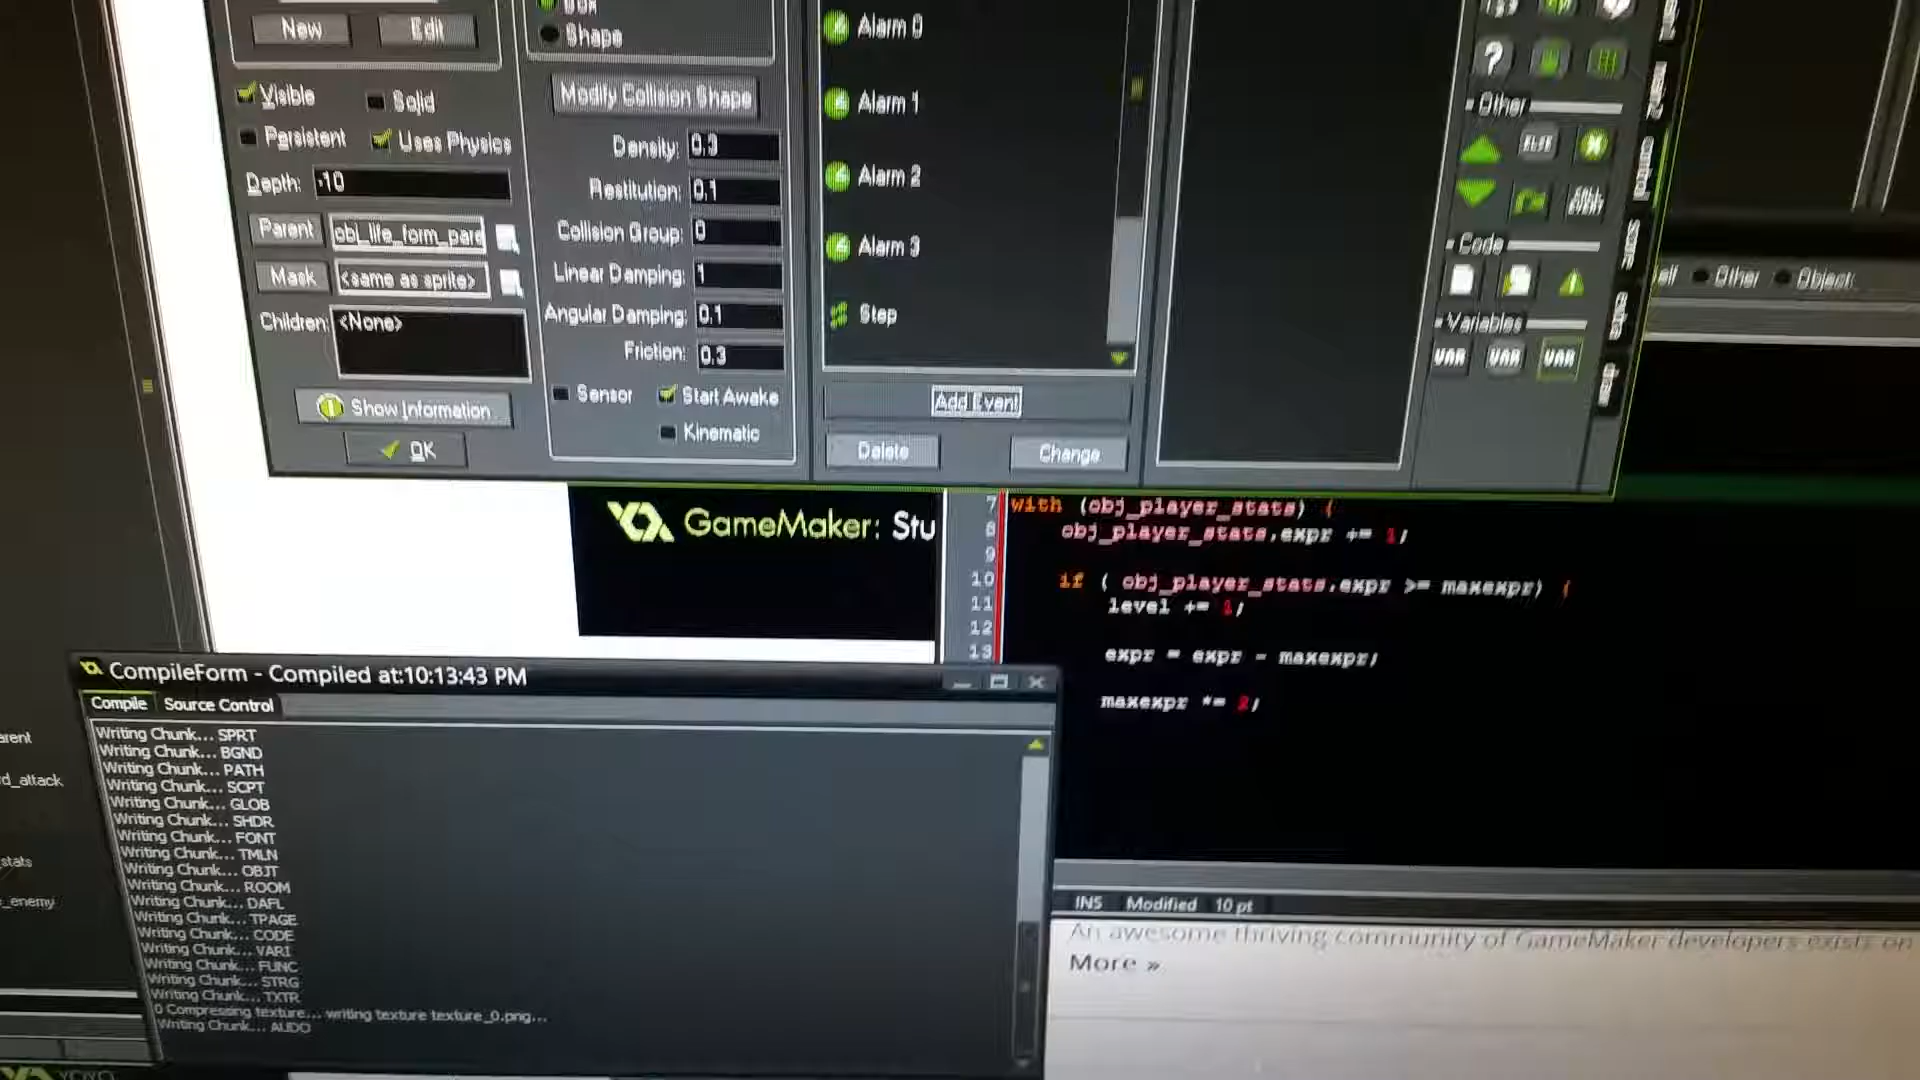 New
Edit
Shape
Visible
Solid
Persistent
Uses Physics
Depth: -10
Parent
obj_life_form_pare
Mask
<same as sprite>
Children:
<None>
Show Information
OK
Modify Collision Shape
Density: 0.3
Restitution: 0.1
Collision Group: 0
Linear Damping: 1
Angular Damping: 0.1
Friction: 0.3
Sensor
Start Awake
Kinematic
Alarm 0
Alarm 1
Alarm 2
Alarm 3
Step
Add Event
Delete
Change
?
Other
ELSE
Code
Variables
VAR VAR VAR
control
score
extra
draw
Other
Object:
GameMaker: Stu
7 with (obj_player_stats) {
8 obj_player_stats.expr += 1;
9
10 if ( obj_player_stats.expr >= maxexpr) {
11 level += 1;
12
13 expr = expr - maxexpr;
maxexpr *= 2;
INS Modified 10 pt
An awesome thriving community of GameMaker developers exists on
More »
CompileForm - Compiled at:10:13:43 PM
Compile
Source Control
Writing Chunk... SPRT
Writing Chunk... BGND
Writing Chunk... PATH
Writing Chunk... SCPT
Writing Chunk... GLOB
Writing Chunk... SHDR
Writing Chunk... FONT
Writing Chunk... TMLN
Writing Chunk... OBJT
Writing Chunk... ROOM
Writing Chunk... DAFL
Writing Chunk... TPAGE
Writing Chunk... CODE
Writing Chunk... VARI
Writing Chunk... FUNC
Writing Chunk... STRG
Writing Chunk... TXTR
0 Compressing texture... writing texture texture_0.png...
Writing Chunk... AUDO
arent
rd_attack
stats
_enemy